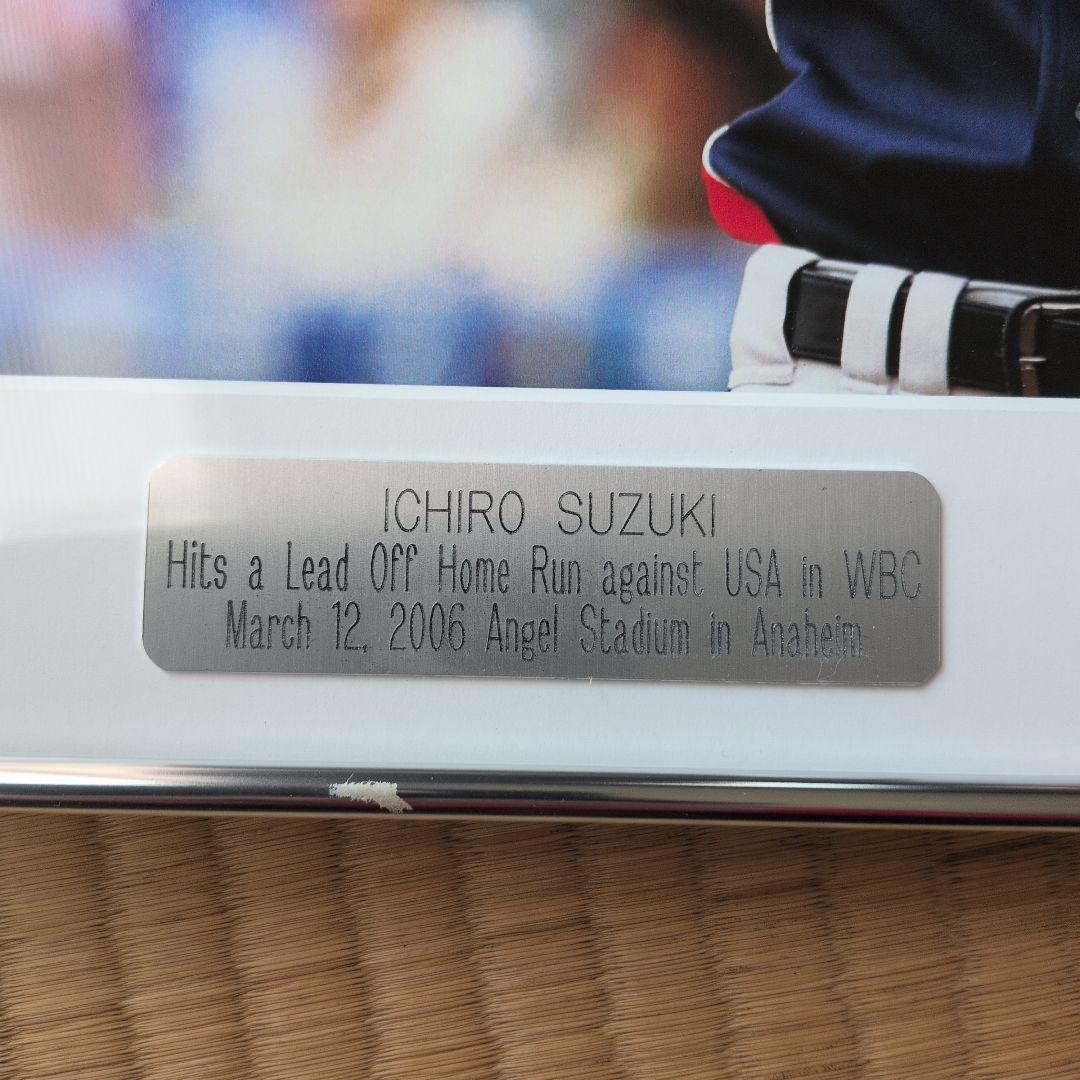 ICHIRO SUZUKI
Hits a Lead Off Home Run against USA in WBC
March 12, 2006 Angel Stadium in Anaheim